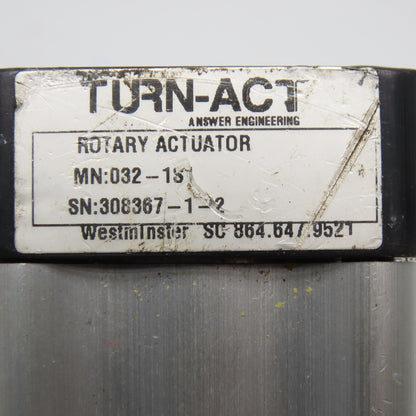 TURN-ACT
ANSWER ENGINEERING
ROTARY ACTUATOR
SN:308367-1-2
Westminster SC 864.647.9521